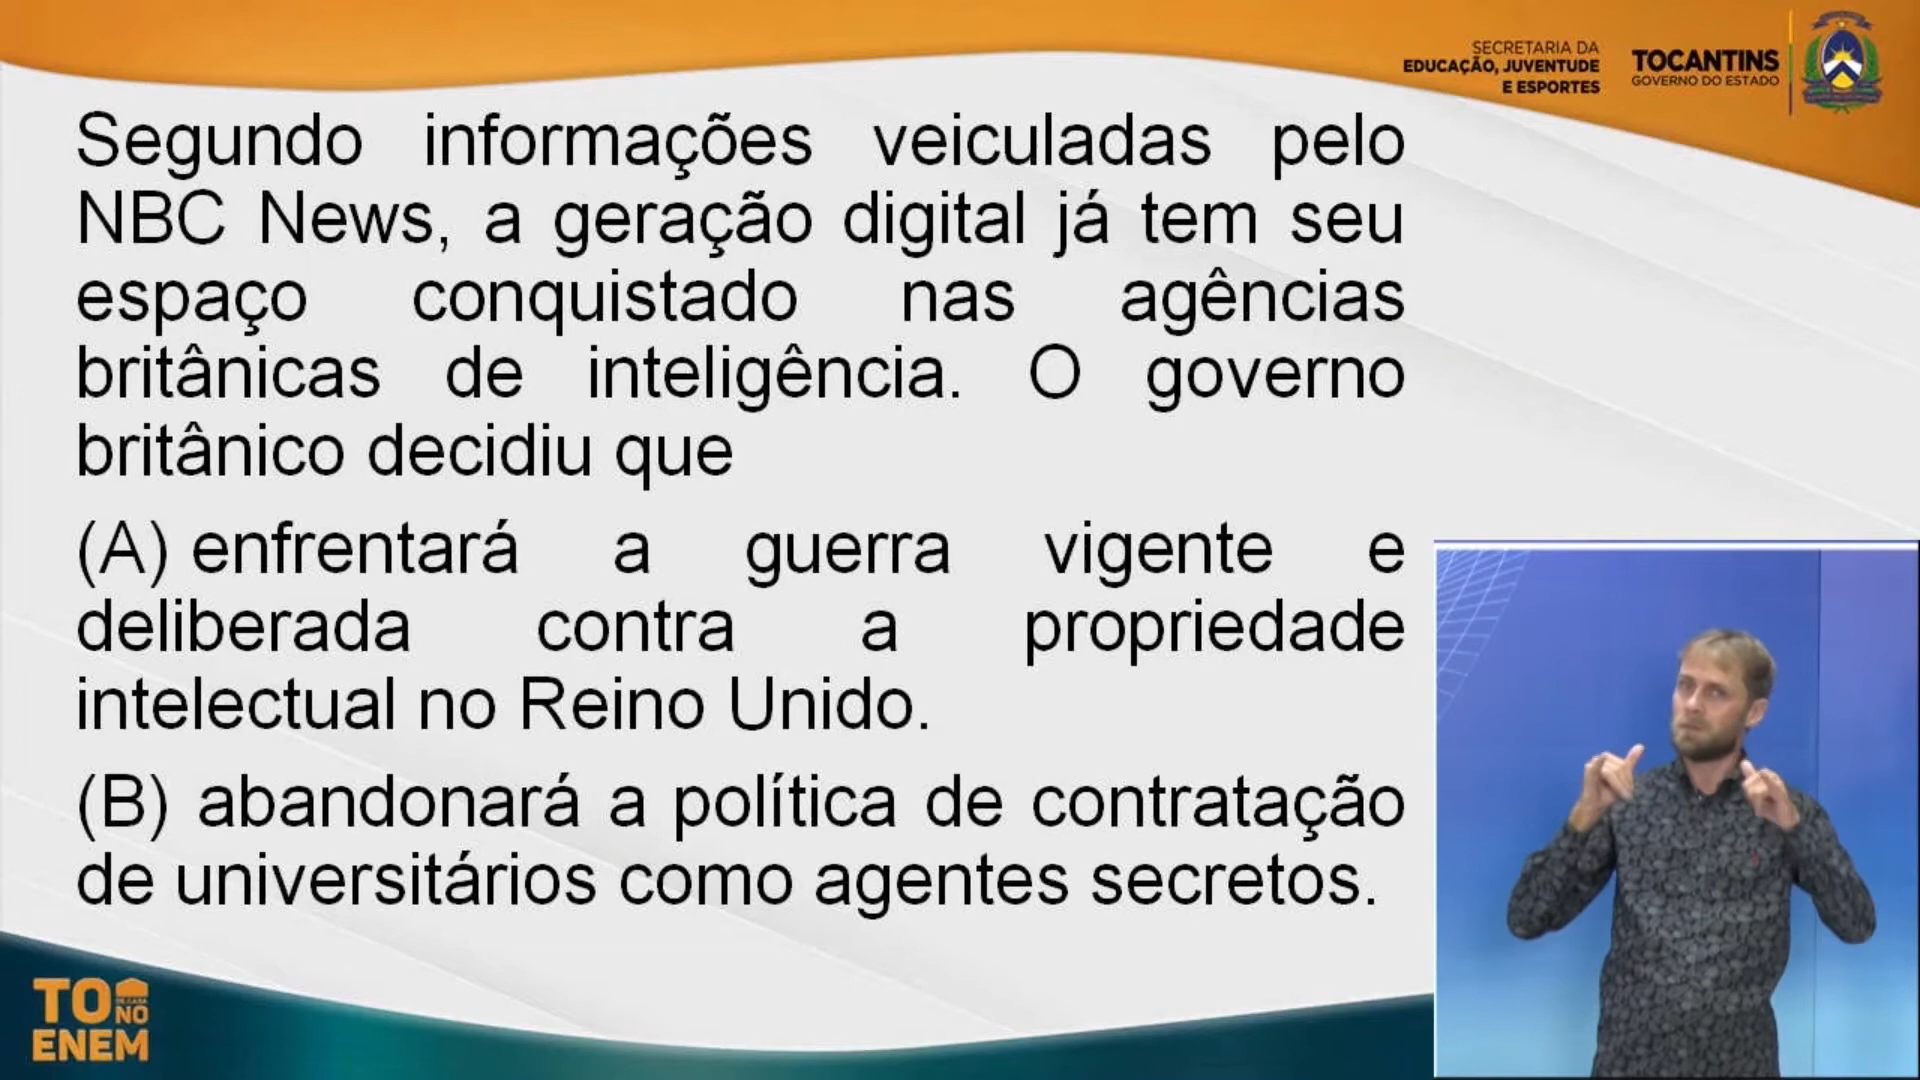 SECRETARIA DA
EDUCAÇÃO, JUVENTUDE
E ESPORTES
TOCANTINS
GOVERNO DO ESTADO
Segundo informações veiculadas pelo
NBC News, a geração digital já tem seu
espaço conquistado nas agências
britânicas de inteligência. O governo
britânico decidiu que
(A) enfrentará a guerra vigente e
deliberada contra a propriedade
intelectual no Reino Unido.
(B) abandonará a política de contratação
de universitários como agentes secretos.
TO
DE CASA
NO
ENEM